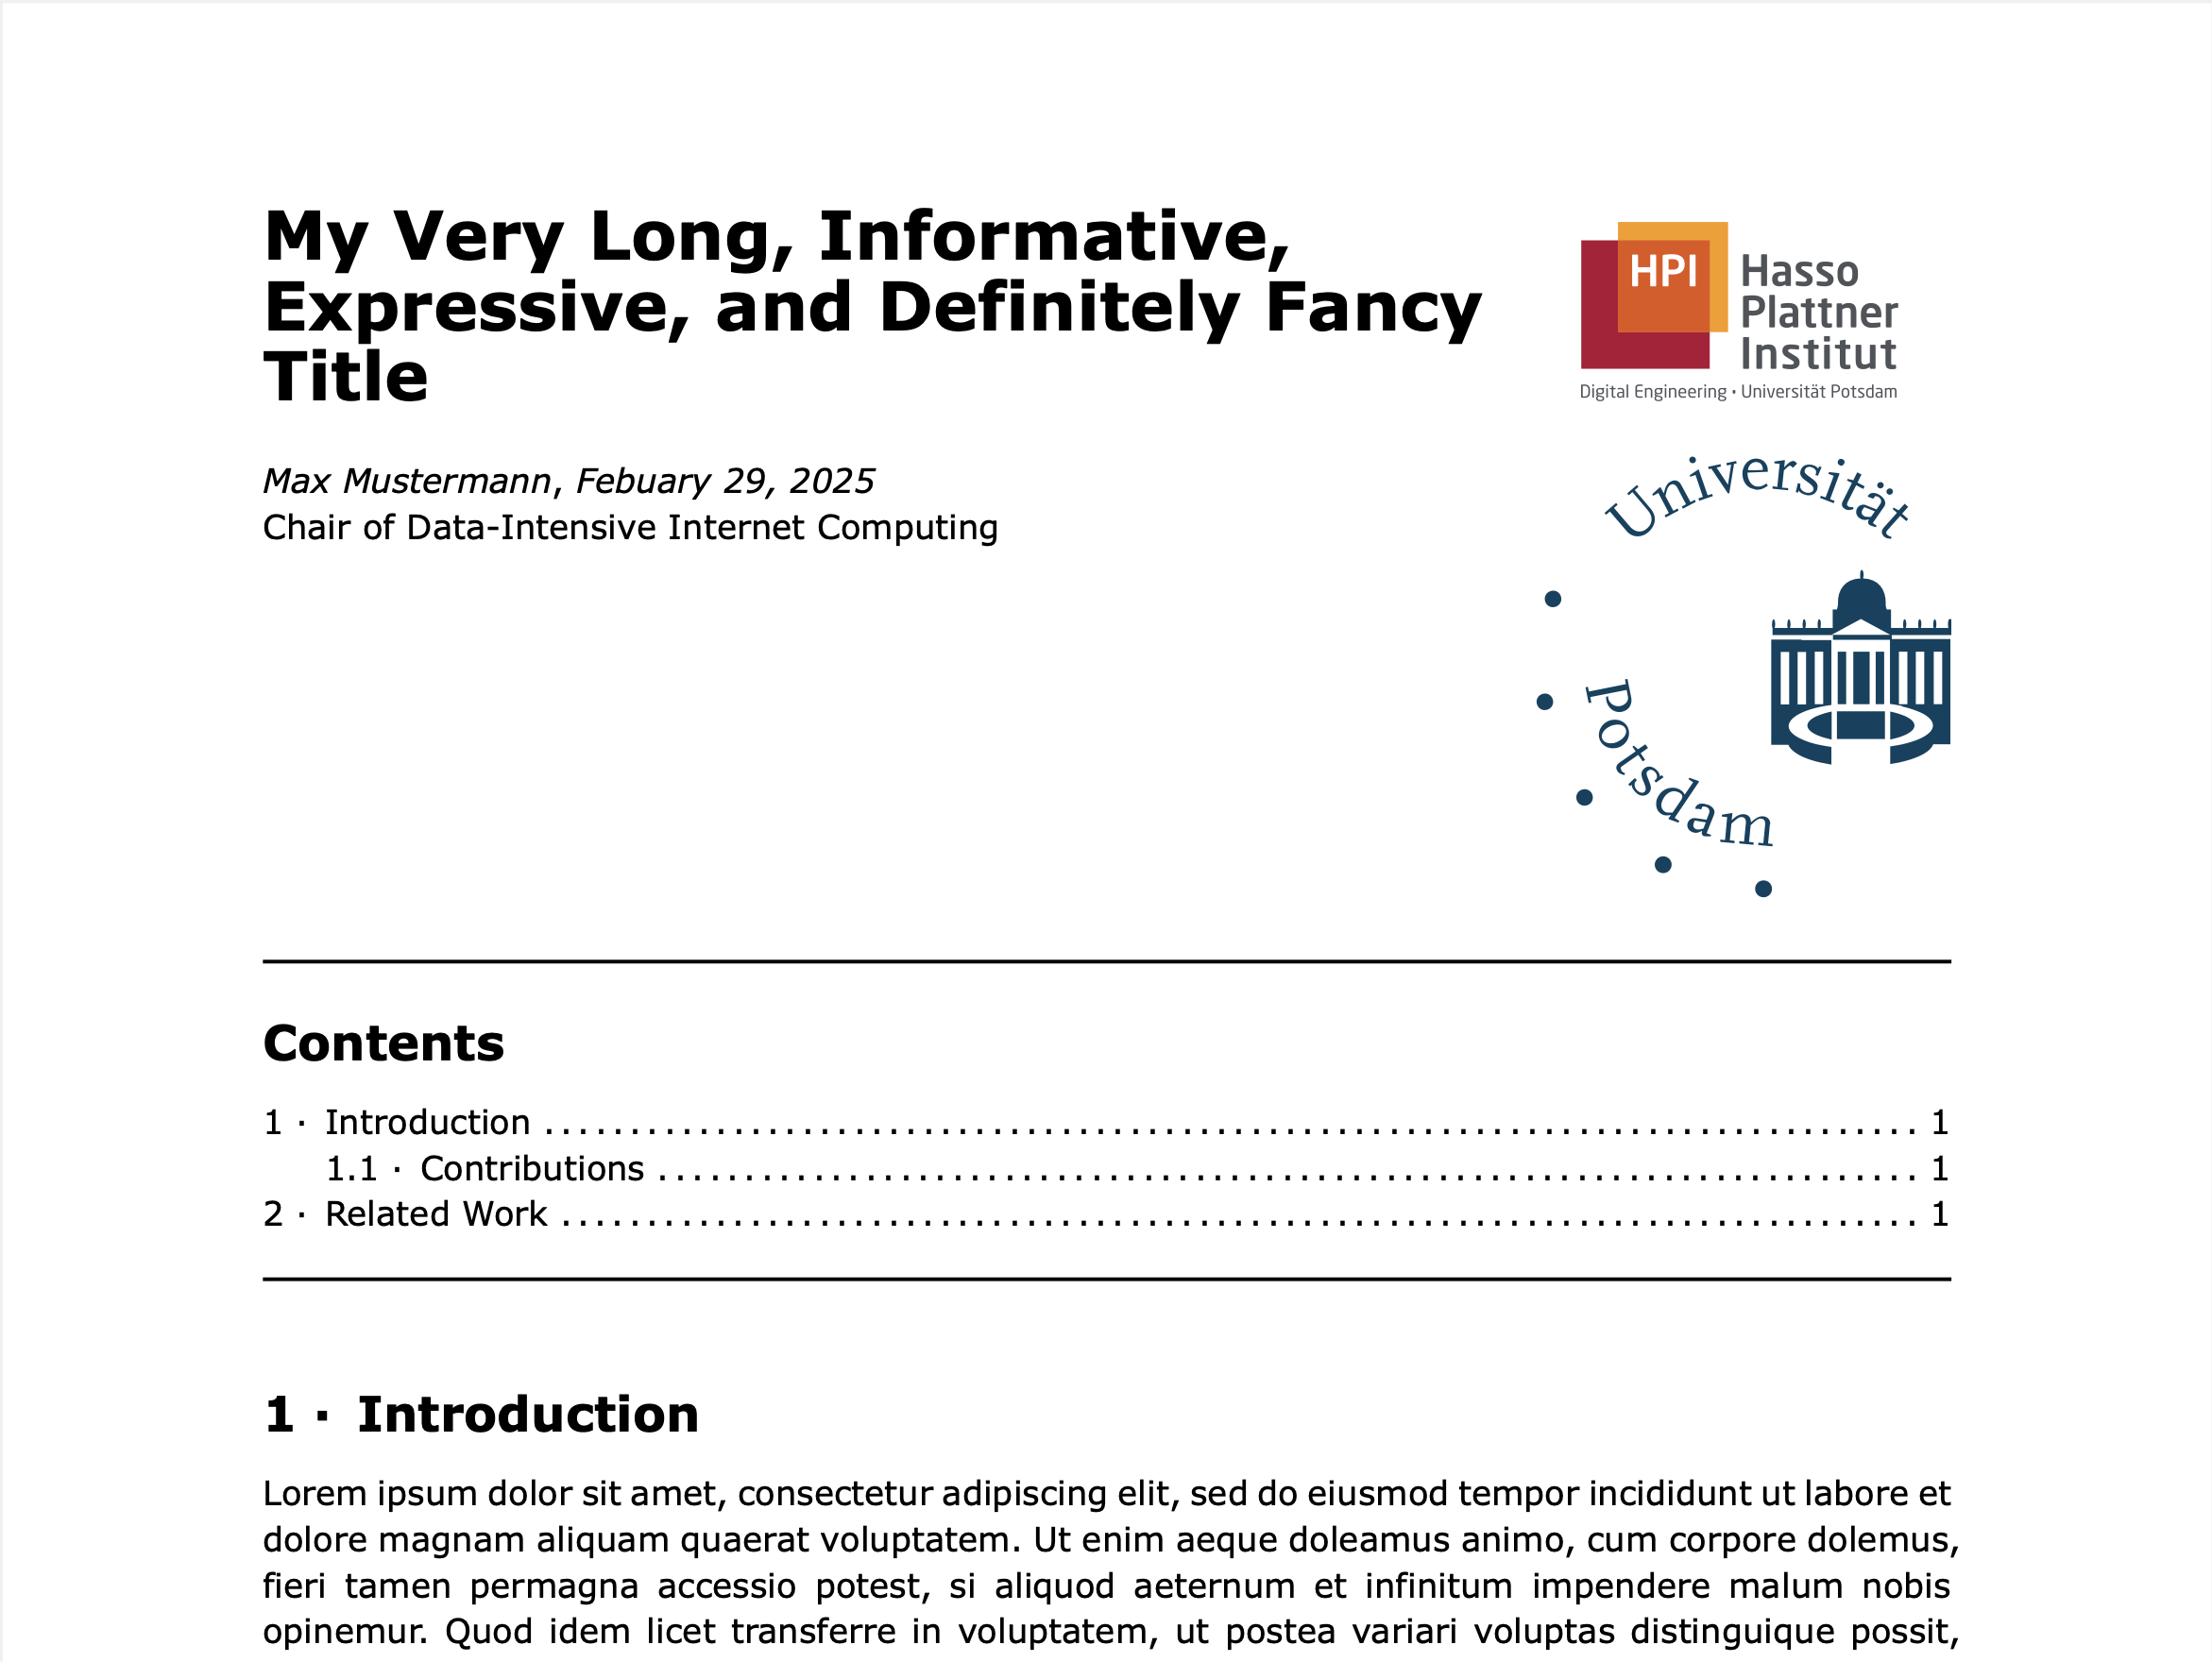 My Very Long, Informative,
Expressive, and Definitely Fancy
Title
Max Mustermann, Febuary 29, 2025
Chair of Data-Intensive Internet Computing
HPI
Hasso
Plattner
Institut
Digital Engineering • Universität Potsdam
Universität
Potsdam
Contents
1 · Introduction ........................................ 1
1.1 · Contributions ........................................ 1
2 · Related Work ........................................ 1
1 · Introduction
Lorem ipsum dolor sit amet, consectetur adipiscing elit, sed do eiusmod tempor incididunt ut labore et
dolore magnam aliquam quaerat voluptatem. Ut enim aeque doleamus animo, cum corpore dolemus,
fieri tamen permagna accessio potest, si aliquod aeternum et infinitum impendere malum nobis
opinemur. Quod idem licet transferre in voluptatem, ut postea variari voluptas distinguique possit,